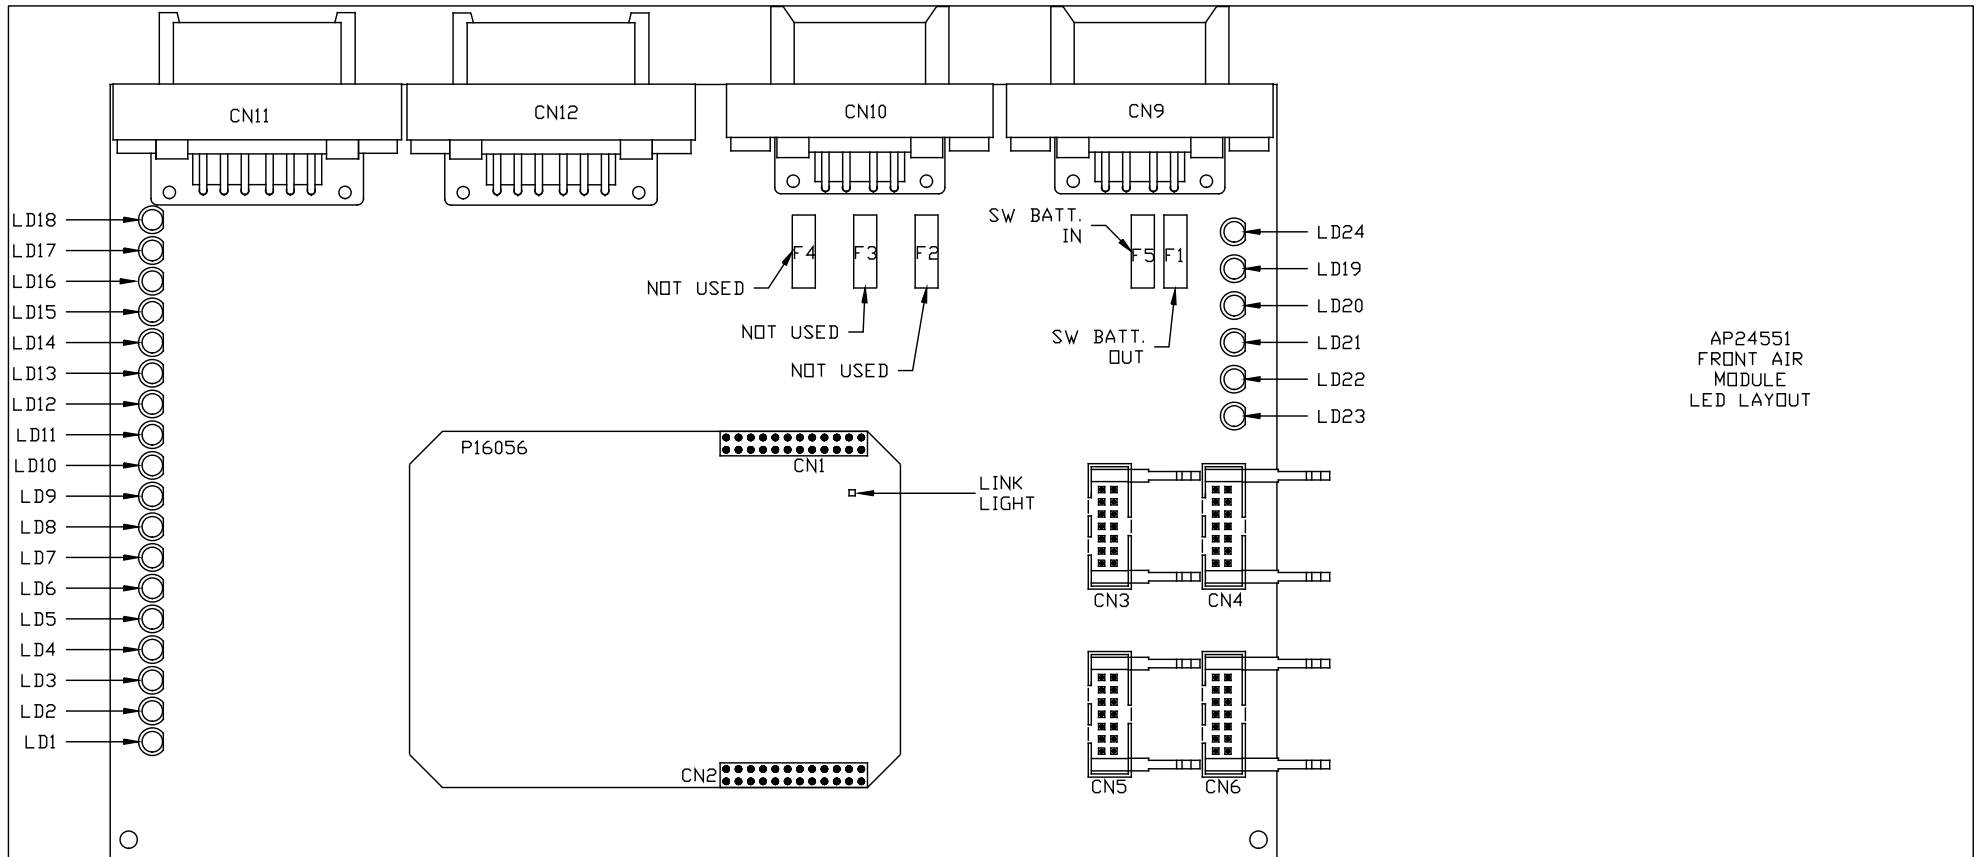 CN11
CN12
CN10
CN9
LD18
LD17
LD16
LD15
LD14
LD13
LD12
LD11
LD10
LD9
LD8
LD7
LD6
LD5
LD4
LD3
LD2
LD1
F4
F3
F2
NOT USED
NOT USED
NOT USED
SW BATT.
IN
F5
F1
SW BATT.
OUT
LD24
LD19
LD20
LD21
LD22
LD23
AP24551
FRONT AIR
MODULE
LED LAYOUT
P16056
CN1
LINK
LIGHT
CN2
CN3
CN4
CN5
CN6